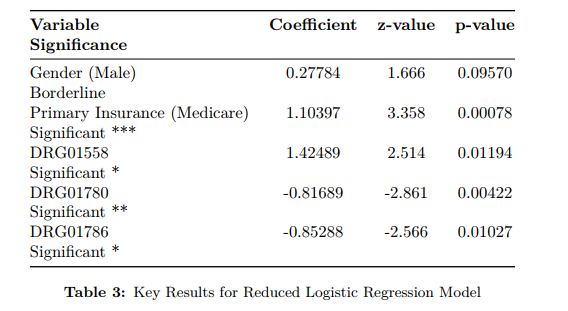 Variable Coefficient z-value p-value
Significance
Gender (Male) 0.27784 1.666 0.09570
Borderline
Primary Insurance (Medicare) 1.10397 3.358 0.00078
Significant ***
DRG01558 1.42489 2.514 0.01194
Significant *
DRG01780 -0.81689 -2.861 0.00422
Significant **
DRG01786 -0.85288 -2.566 0.01027
Significant *
Table 3: Key Results for Reduced Logistic Regression Model